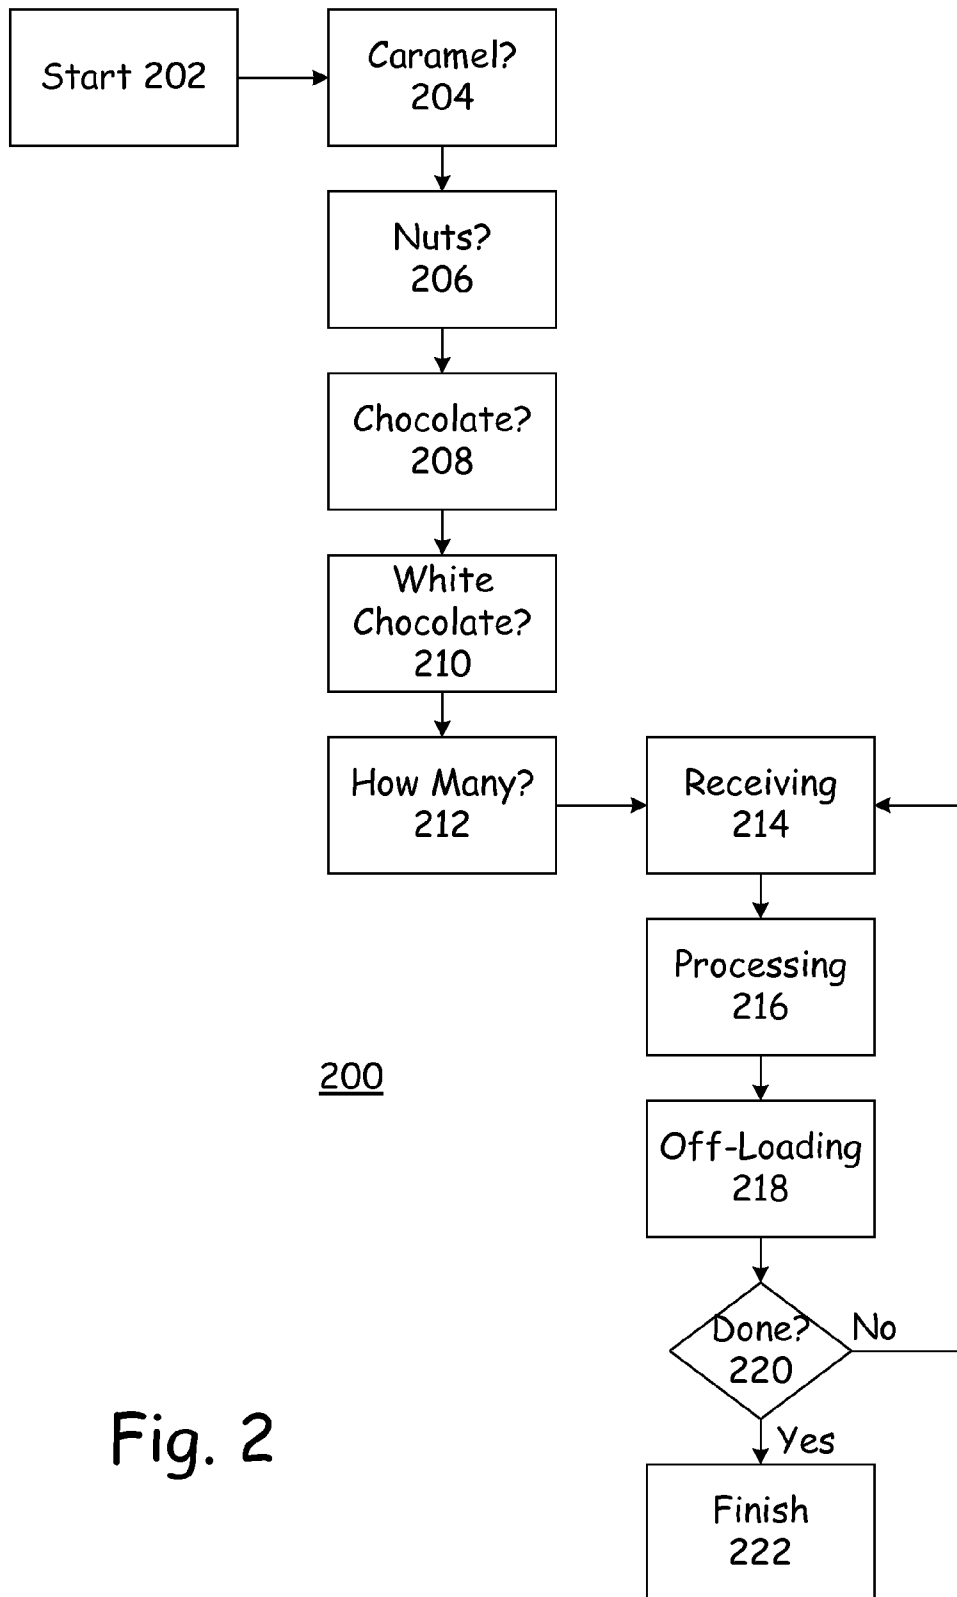 Start 202
Caramel?
204
Nuts?
206
Chocolate?
208
White
Chocolate?
210
How Many?
212
Receiving
214
Processing
216
200
Off-Loading
218
Done?
220
No
Yes
Fig. 2
Finish
222